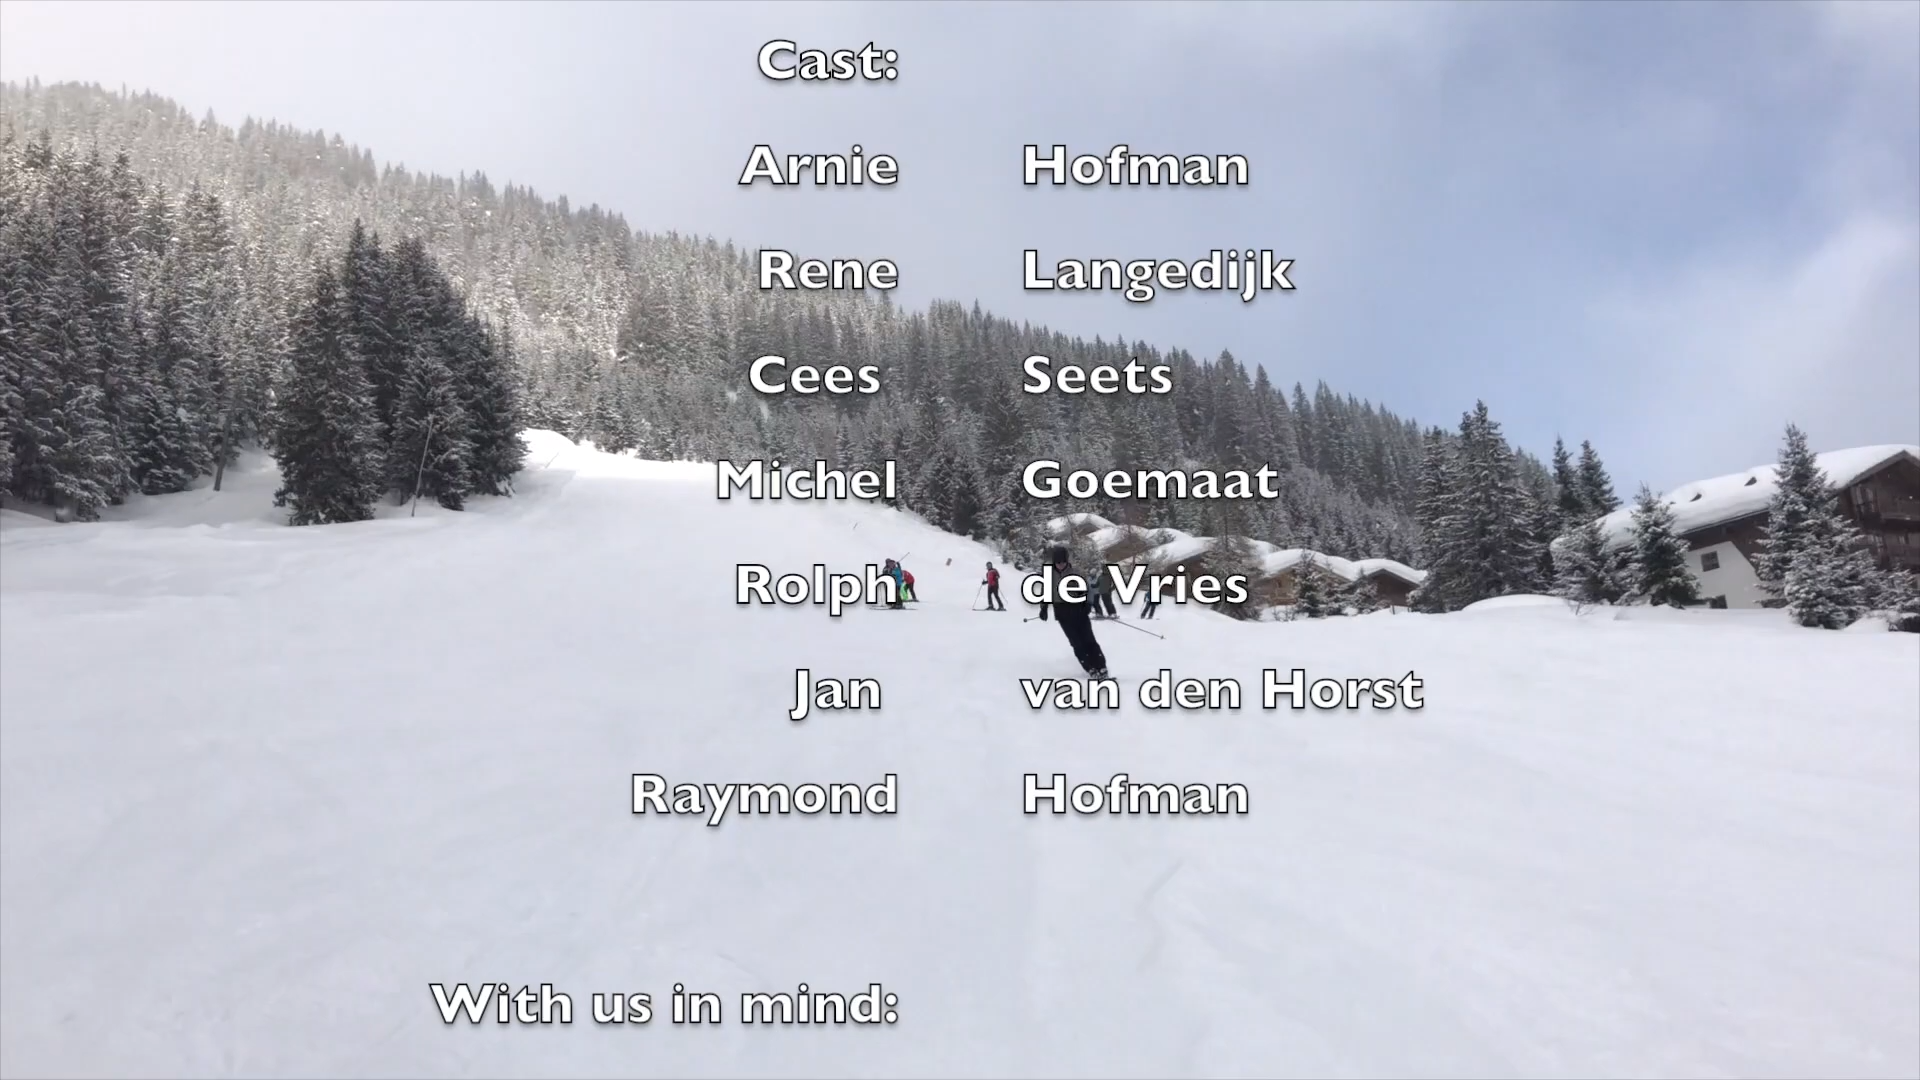 Cast:
Arnie Hofman
Rene Langedijk
Cees Seets
Michel Goemaat
Rolph de Vries
Jan van den Horst
Raymond Hofman
With us in mind: